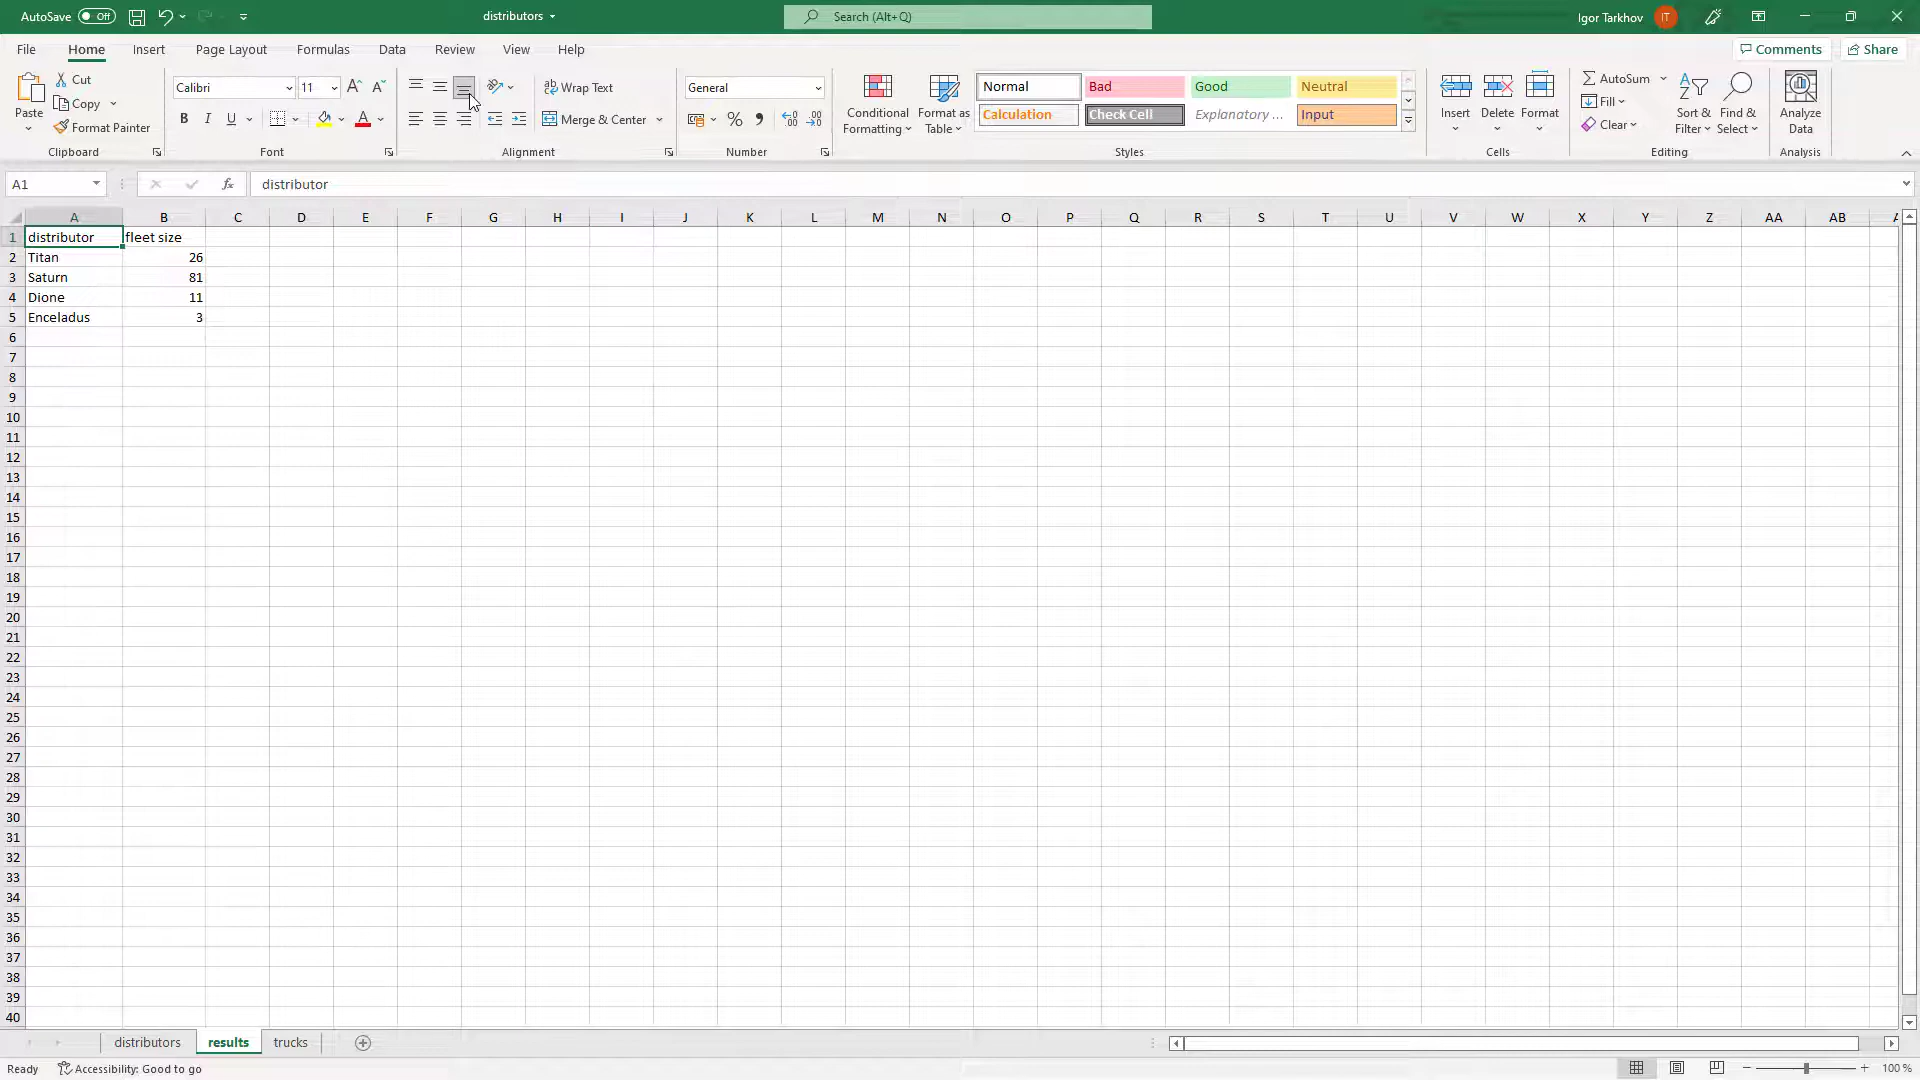 AutoSave Off distributors Search (Alt+Q) Igor Tarkhov IT
File Home Insert Page Layout Formulas Data Review View Help Comments Share
Paste Cut Copy Format Painter
Calibri 11 Wrap Text Merge & Center General
Conditional Formatting Format as Table
Normal Bad Good Neutral
Calculation Check Cell Explanatory ... Input
Insert Delete Format
AutoSum Fill Clear Sort & Filter Find & Select Analyze Data
Clipboard Font Alignment Number Styles Cells Editing Analysis
A1 fx distributor
A B C D E F G H I J K L M N O P Q R S T U V W X Y Z AA AB
1 distributor fleet size
2 Titan 26
3 Saturn 81
4 Dione 11
5 Enceladus 3
6
7
8
9
10
11
12
13
14
15
16
17
18
19
20
21
22
23
24
25
26
27
28
29
30
31
32
33
34
35
36
37
38
39
40
distributors results trucks
Ready Accessibility: Good to go 100 %